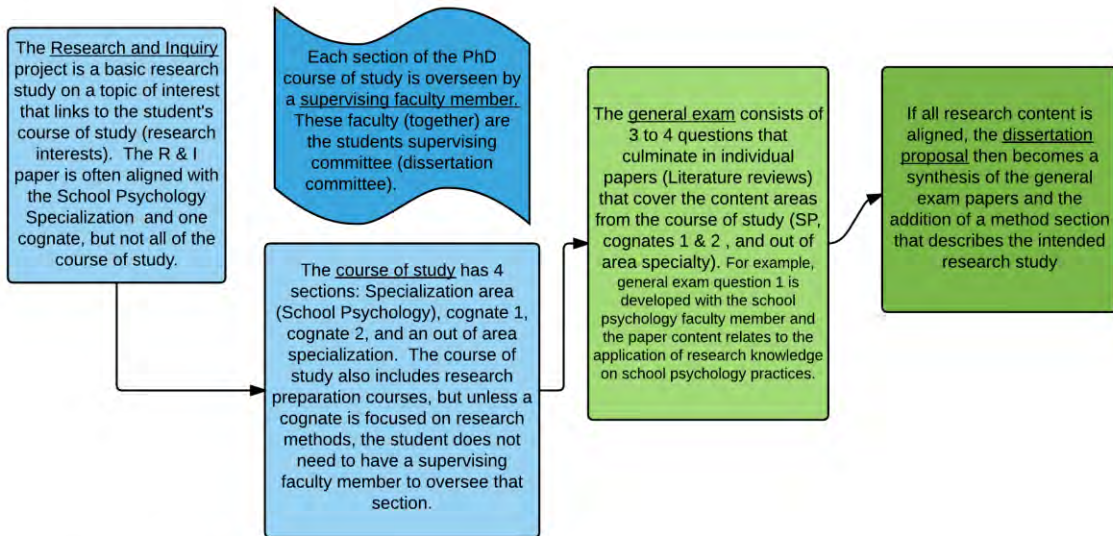 The Research and Inquiry
project is a basic research
study on a topic of interest
that links to the student's
course of study (research
interests).  The R & I
paper is often aligned with
the School Psychology
Specialization  and one
cognate, but not all of the
course of study.
Each section of the PhD
course of study is overseen by
a supervising faculty member.
These faculty (together) are
the students supervising
committee (dissertation
committee).
The course of study has 4
sections: Specialization area
(School Psychology), cognate 1,
cognate 2, and an out of area
specialization.  The course of
study also includes research
preparation courses, but unless a
cognate is focused on research
methods, the student does not
need to have a supervising
faculty member to oversee that
section.
The general exam consists of
3 to 4 questions that
culminate in individual
papers (Literature reviews)
that cover the content areas
from the course of study (SP,
cognates 1 & 2 , and out of
area specialty). For example,
general exam question 1 is
developed with the school
psychology faculty member and
the paper content relates to the
application of research knowledge
on school psychology practices.
If all research content
is aligned, the dissertation
proposal then becomes a
synthesis of the general
exam papers and the
addition of a method section
that describes the intended
research study